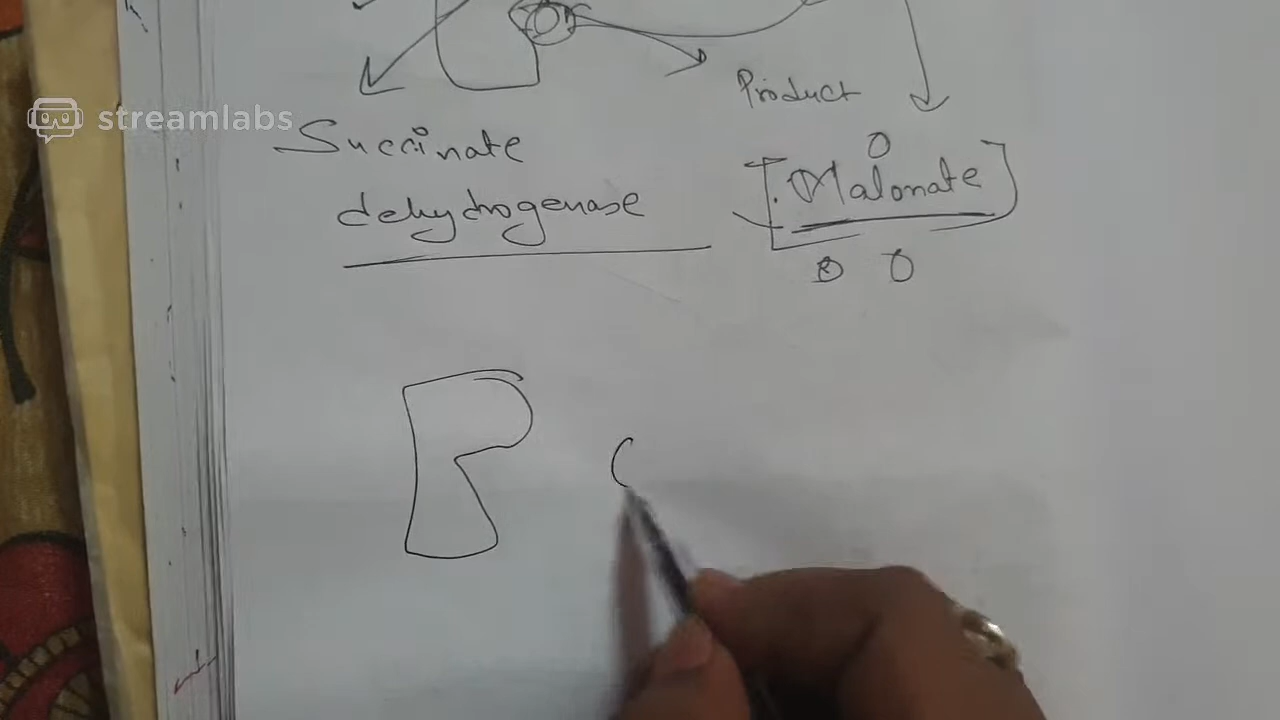 streamlabs
Product
Succinate
Malonate
dehydrogenase